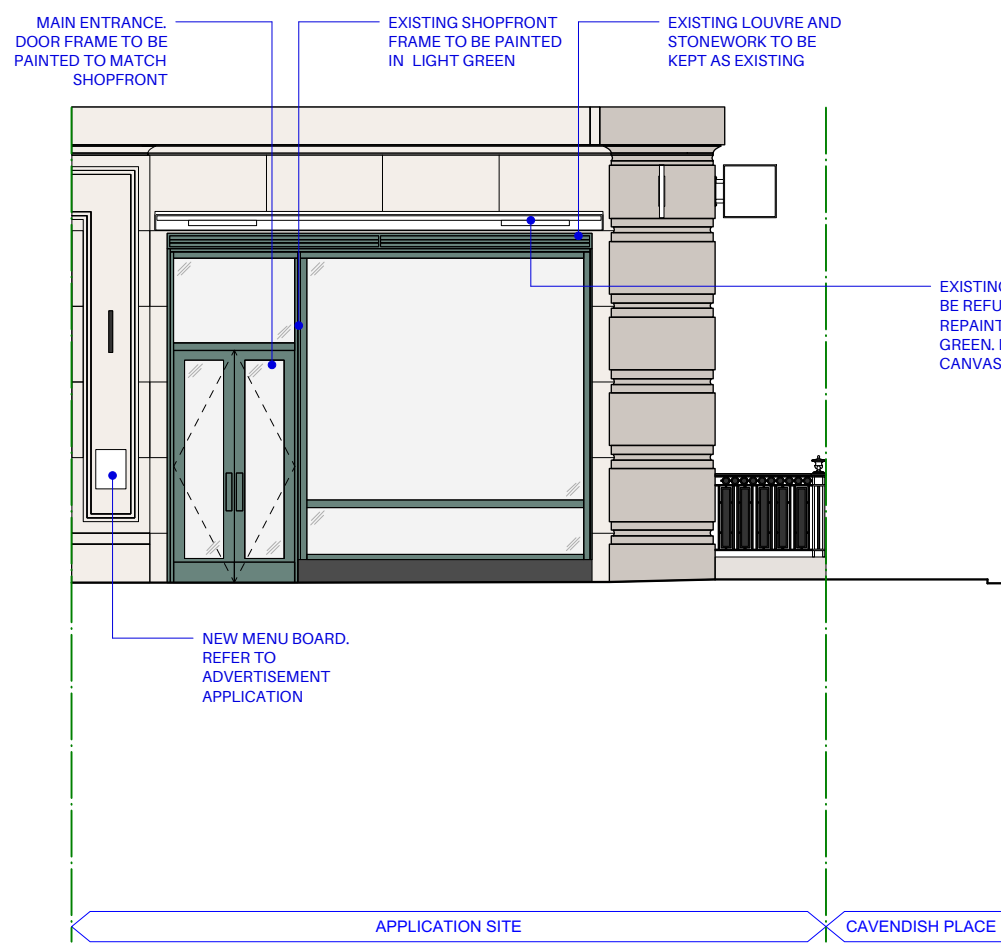 MAIN ENTRANCE.
DOOR FRAME TO BE
PAINTED TO MATCH
SHOPFRONT
EXISTING SHOPFRONT
FRAME TO BE PAINTED
IN LIGHT GREEN
EXISTING LOUVRE AND
STONEWORK TO BE
KEPT AS EXISTING
EXISTING
BE REFU
REPAINT
GREEN.
CANVAS
NEW MENU BOARD.
REFER TO
ADVERTISEMENT
APPLICATION
APPLICATION SITE
CAVENDISH PLACE